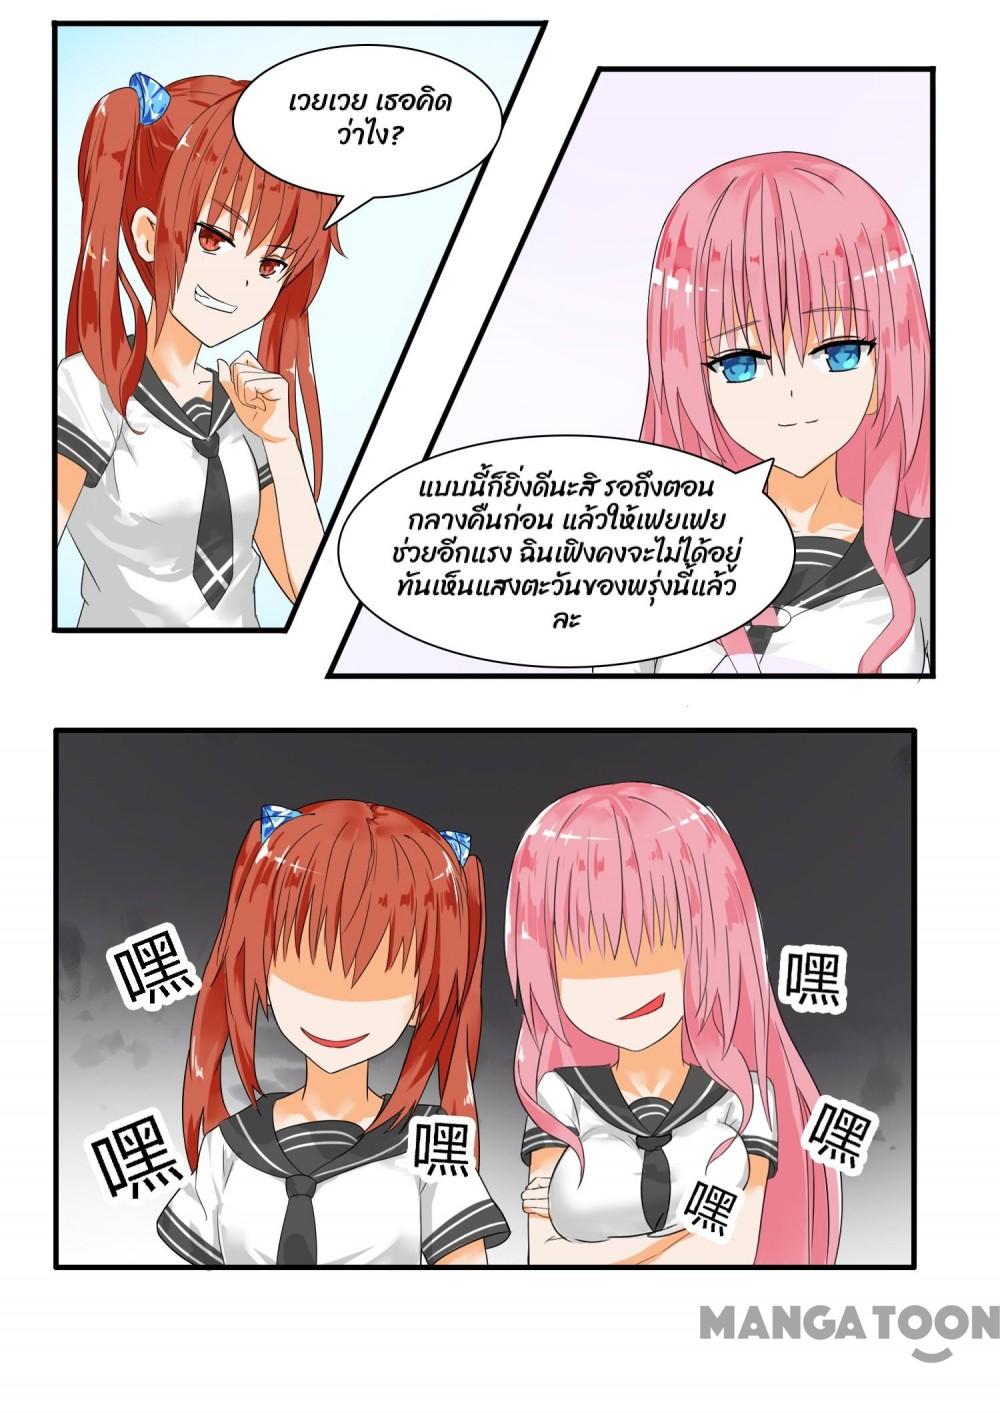 เวยเวย เธอคิด
ว่าไง?
แบบนี้ก็ยิ่งดีนะสิ รอถึงตอน
กลางคืนก่อน แล้วให้เฟยเฟย
ช่วยอีกแรง ฉินเฟิงคงจะไม่ได้อยู่
ทันเห็นแสงตะวันของพรุ่งนี้แล้ว
ละ
嘿
嘿
嘿
嘿
嘿
嘿
MANGATOON